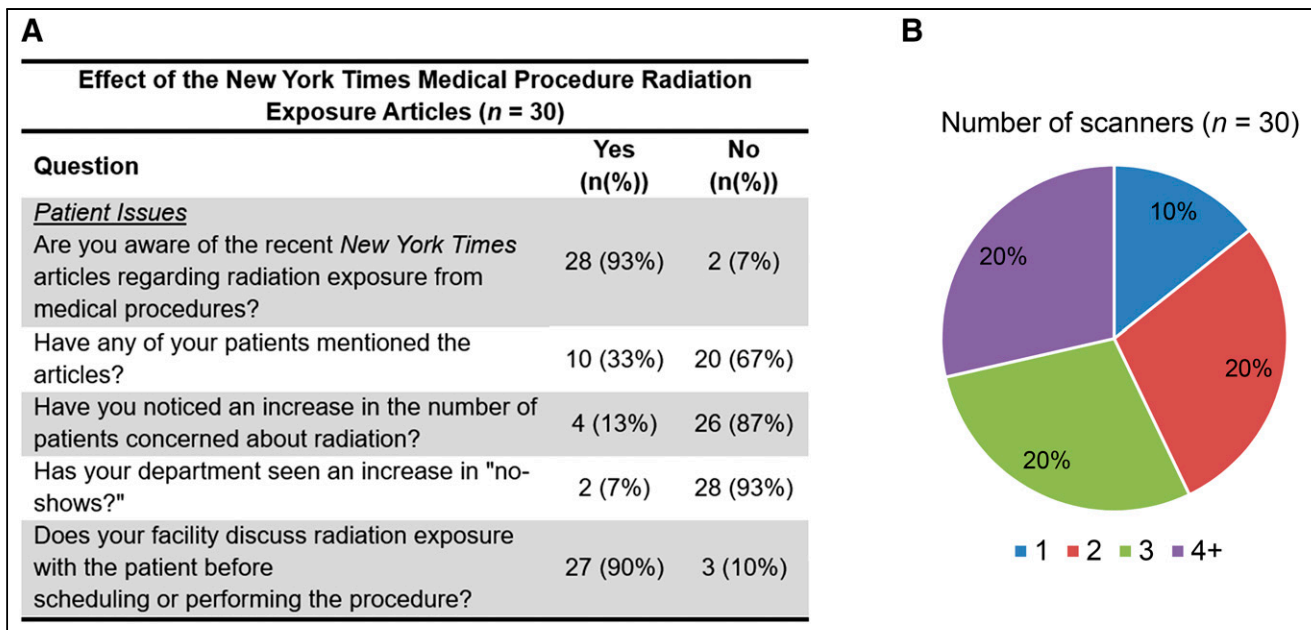 A
Effect of the New York Times Medical Procedure Radiation
Exposure Articles (n = 30)
Question
Yes
(n(%))
No
(n(%))
Patient Issues
Are you aware of the recent New York Times
articles regarding radiation exposure from
medical procedures?
28 (93%)
2 (7%)
Have any of your patients mentioned the
articles?
10 (33%)
20 (67%)
Have you noticed an increase in the number of
patients concerned about radiation?
4 (13%)
26 (87%)
Has your department seen an increase in "no-
shows?"
2 (7%)
28 (93%)
Does your facility discuss radiation exposure
with the patient before
scheduling or performing the procedure?
27 (90%)
3 (10%)
B
Number of scanners (n = 30)
10%
20%
20%
20%
1 2 3 4+